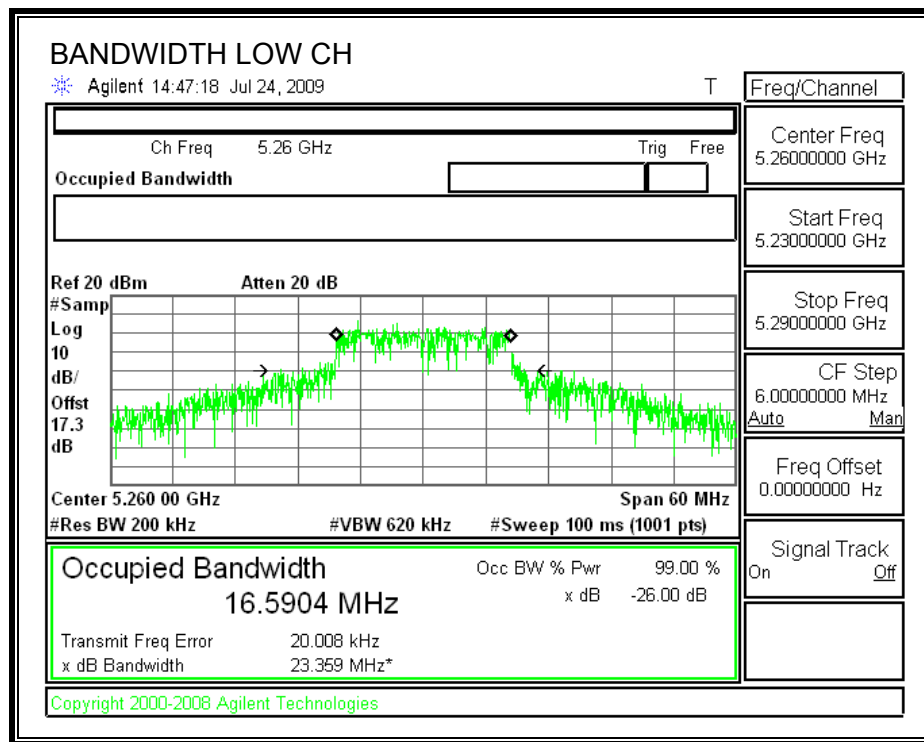 BANDWIDTH LOW CH
Agilent 14:47:18 Jul 24, 2009 T
Freq/Channel
Ch Freq 5.26 GHz Trig Free
Occupied Bandwidth
Center Freq
5.26000000 GHz
Start Freq
5.23000000 GHz
Stop Freq
5.29000000 GHz
CF Step
6.00000000 MHz
Auto Man
Freq Offset
0.00000000 Hz
Signal Track
On Off
Ref 20 dBm Atten 20 dB
#Samp
Log
10
dB/
Offst
17.3
dB
Center 5.260 00 GHz Span 60 MHz
#Res BW 200 kHz #VBW 620 kHz #Sweep 100 ms (1001 pts)
Occupied Bandwidth
16.5904 MHz
Occ BW % Pwr 99.00 %
x dB -26.00 dB
Transmit Freq Error 20.008 kHz
x dB Bandwidth 23.359 MHz*
Copyright 2000-2008 Agilent Technologies